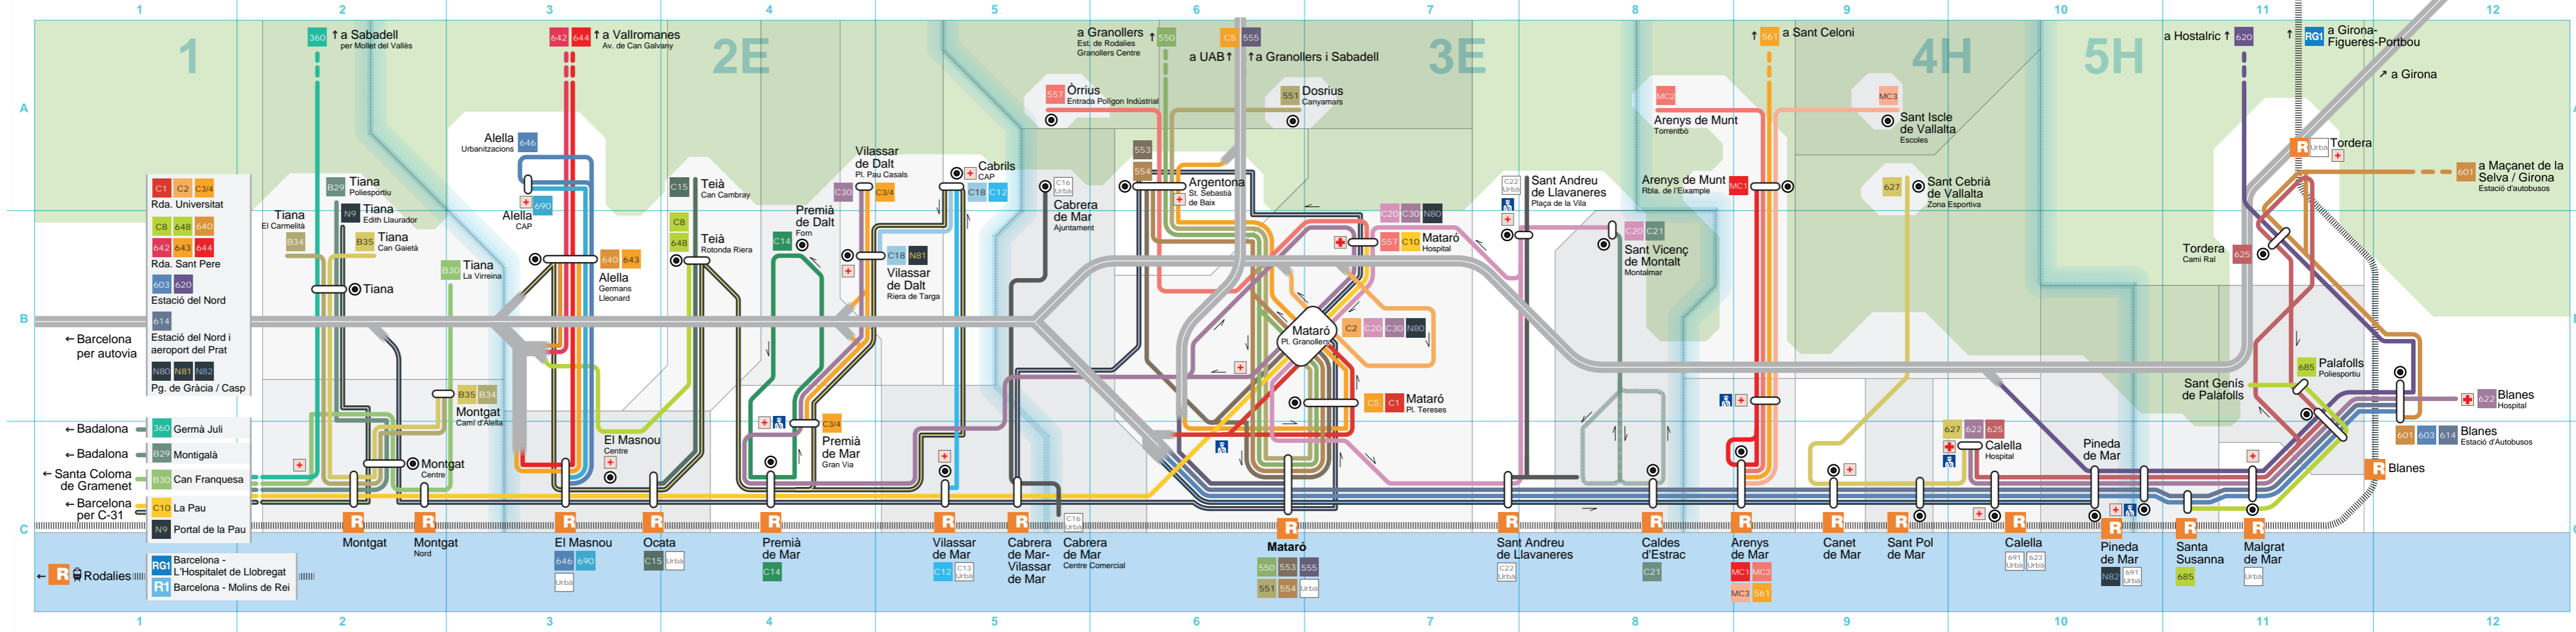 1 2 3 4 5 6 7 8 9 10 11 12
A
B
C
1
2E
3E
4H
5H
360 ↑ a Sabadell
per Mollet del Vallès
642 644 ↑ a Vallromanes
Av. de Can Galvany
a Granollers ↑ 550
Est. de Rodalies
Granollers Centre
C5 555
a UAB ↑ ↑ a Granollers i Sabadell
↑ 561 a Sant Celoni
a Hostalric ↑ 620
↑ RG1 a Girona-
Figueres-Portbou
↗ a Girona
557 Òrrius
Entrada Polígon Indústrial
551 Dosrius
Canyamars
MC2
Arenys de Munt
Torrentbò
MC3
Sant Iscle
de Vallalta
Escoles
R Urbà Tordera
601 a Maçanet de la
Selva / Girona
Estació d'autobusos
C1 C2 C3/4
Rda. Universitat
C8 648 640
642 643 644
Rda. Sant Pere
603 620
Estació del Nord
614
Estació del Nord i
aeroport del Prat
N80 N81 N82
Pg. de Gràcia / Casp
← Barcelona
per autovia
B29 Tiana
Poliesportiu
N9 Tiana
Edith Llaurador
Tiana
El Carmelità
B34
B35 Tiana
Can Gaietà
Tiana
B30 Tiana
La Virreina
Alella 646
Urbanitzacions
690
Alella
CAP
640 643
Alella
Germans
Lleonard
C15 Teià
Can Cambray
C8
648 Teià
Rotonda Riera
Premià
de Dalt
Forn
C14
Vilassar
de Dalt
Pl. Pau Casals
C30 C3/4
C18 N81
Vilassar
de Dalt
Riera de Targa
Cabrils
CAP
C18 C12
C16
Urbà
Cabrera
de Mar
Ajuntament
553
554
Argentona
St. Sebastià
de Baix
C20 C30 N80
557 C10 Mataró
Hospital
Mataró
Pl. Granollers
C2 C20 C30 N80
C5 C1 Mataró
Pl. Tereses
C22
Urbà
Sant Andreu
de Llavaneres
Plaça de la Vila
C20 C21
Sant Vicenç
de Montalt
Montalmar
Arenys de Munt MC1
Rbla. de l'Eixample
627 Sant Cebrià
de Vallalta
Zona Esportiva
Tordera
Camí Ral
625
685 Palafolls
Poliesportiu
Sant Genís
de Palafolls
622 Blanes
Hospital
Blanes
Estació d'Autobusos
601 603 614
R Blanes
B35 B34
Montgat
Camí d'Alella
Montgat
Centre
El Masnou
Centre
C3/4
Premià
de Mar
Gran Via
627 622 625
Calella
Hospital
Pineda
de Mar
← Badalona 360 Germà Juli
← Badalona B29 Montigalà
← Santa Coloma
de Gramenet
B30 Can Franquesa
← Barcelona
per C-31
C10 La Pau
N9 Portal de la Pau
← R Rodalies
RG1 Barcelona -
L'Hospitalet de Llobregat
R1 Barcelona - Molins de Rei
R
Montgat
R
Montgat
Nord
R
El Masnou
646 690
Urbà
R
Ocata
C15 Urbà
R
Premià
de Mar
C14
R
Vilassar
de Mar
C12 C13
Urbà
R
Cabrera
de Mar-
Vilassar
de Mar
C16
Urbà
Cabrera
de Mar
Centre Comercial
R
Mataró
550 553 555
551 554 Urbà
R
Sant Andreu
de Llavaneres
C22
Urbà
R
Caldes
d'Estrac
C21
R
Arenys
de Mar
MC1 MC2
MC3 561
R
Canet
de Mar
R
Sant Pol
de Mar
R
Calella
691 623
Urbà Urbà
R
Pineda
de Mar
N82 691
Urbà
R
Santa
Susanna
685
R
Malgrat
de Mar
Urbà
1 2 3 4 5 6 7 8 9 10 11 12